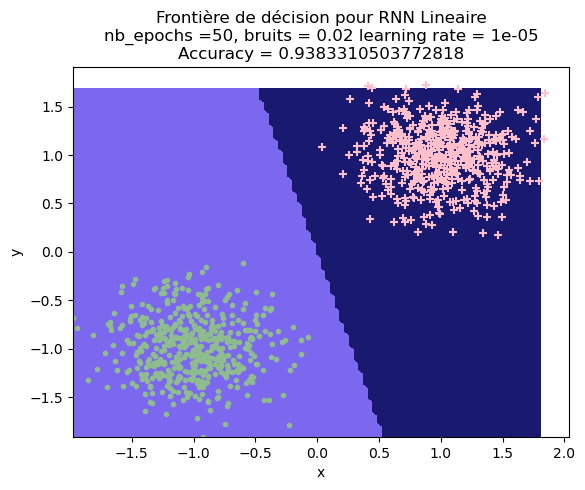 Frontière de décision pour RNN Lineaire
nb_epochs =50, bruits = 0.02 learning rate = 1e-05
Accuracy = 0.9383310503772818
1.5
1.0
0.5
0.0
−0.5
−1.0
−1.5
y
−1.5 −1.0 −0.5 0.0 0.5 1.0 1.5 2.0
x